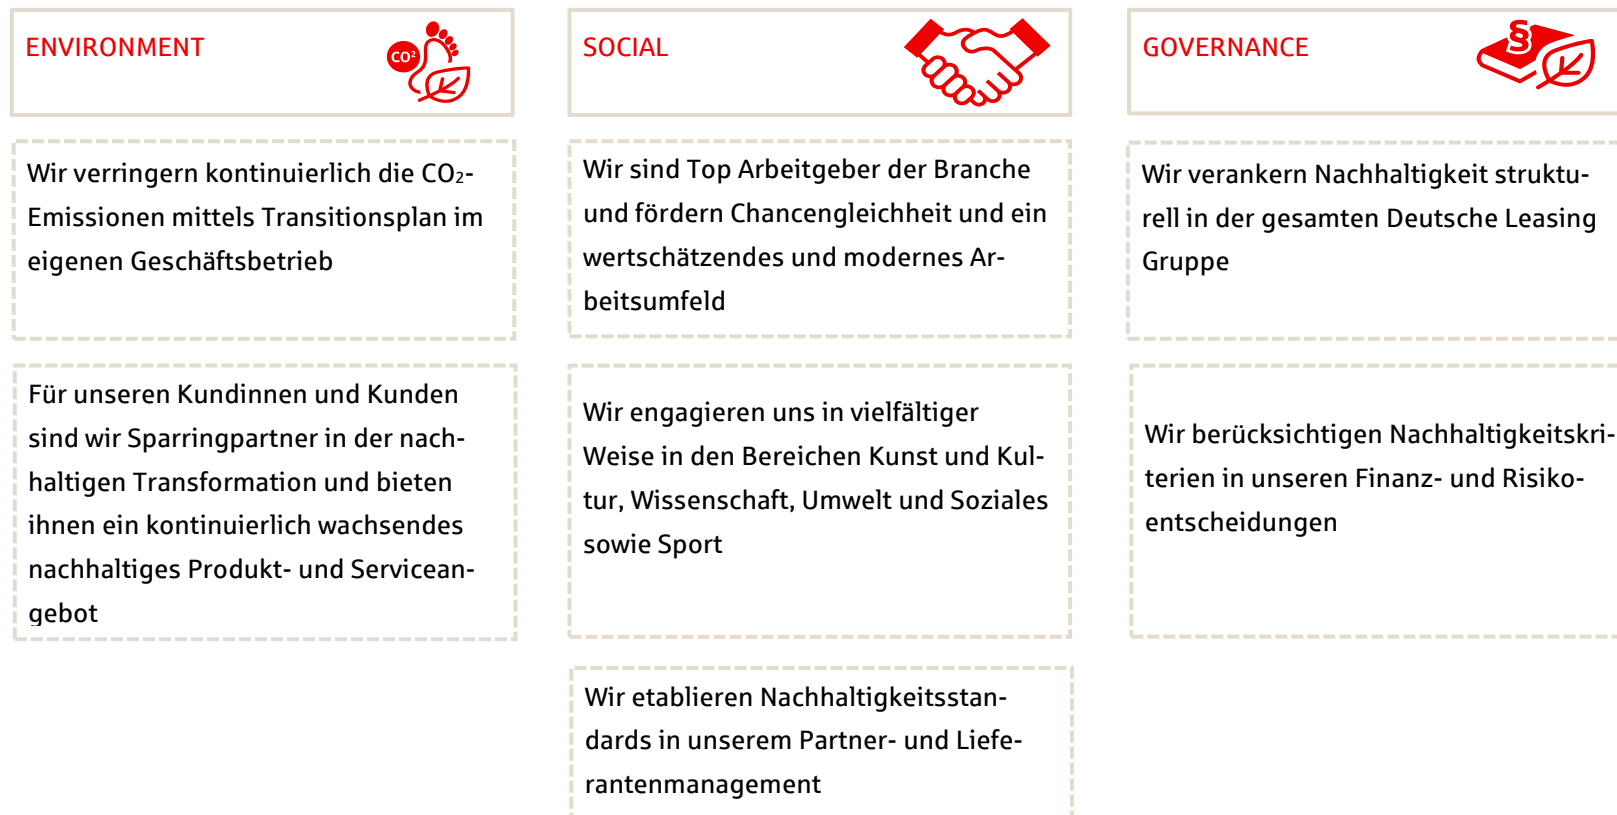 ENVIRONMENT
CO²
Wir verringern kontinuierlich die CO₂-
Emissionen mittels Transitionsplan im
eigenen Geschäftsbetrieb
Für unseren Kundinnen und Kunden
sind wir Sparringpartner in der nach-
haltigen Transformation und bieten
ihnen ein kontinuierlich wachsendes
nachhaltiges Produkt- und Servicean-
gebot
SOCIAL
Wir sind Top Arbeitgeber der Branche
und fördern Chancengleichheit und ein
wertschätzendes und modernes Ar-
beitsumfeld
Wir engagieren uns in vielfältiger
Weise in den Bereichen Kunst und Kul-
tur, Wissenschaft, Umwelt und Soziales
sowie Sport
Wir etablieren Nachhaltigkeitsstan-
dards in unserem Partner- und Liefe-
rantenmanagement
GOVERNANCE
§
Wir verankern Nachhaltigkeit struktu-
rell in der gesamten Deutsche Leasing
Gruppe
Wir berücksichtigen Nachhaltigkeitskri-
terien in unseren Finanz- und Risiko-
entscheidungen